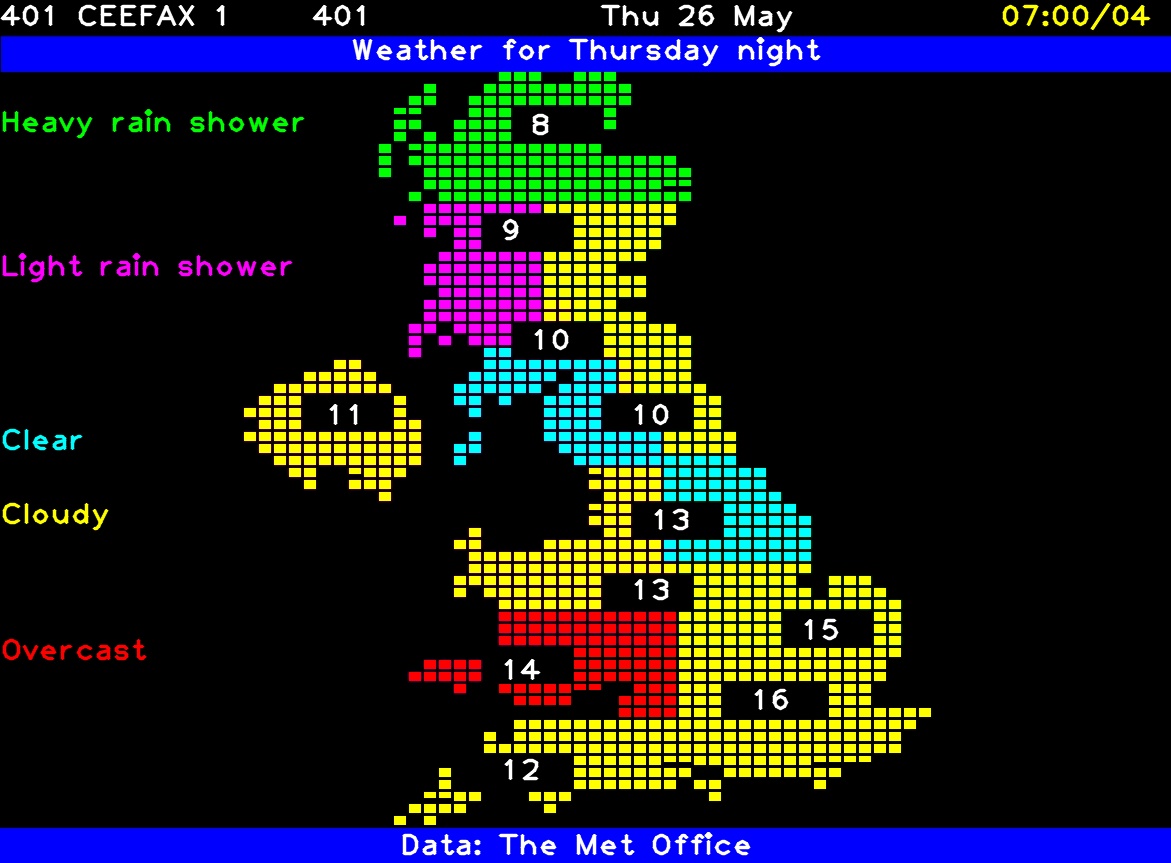 401 CEEFAX 1 401 Thu 26 May 07:00/04
Weather for Thursday night
Heavy rain shower
8
9
Light rain shower
10
11
10
Clear
Cloudy
13
13
15
Overcast
14
16
12
Data: The Met Office